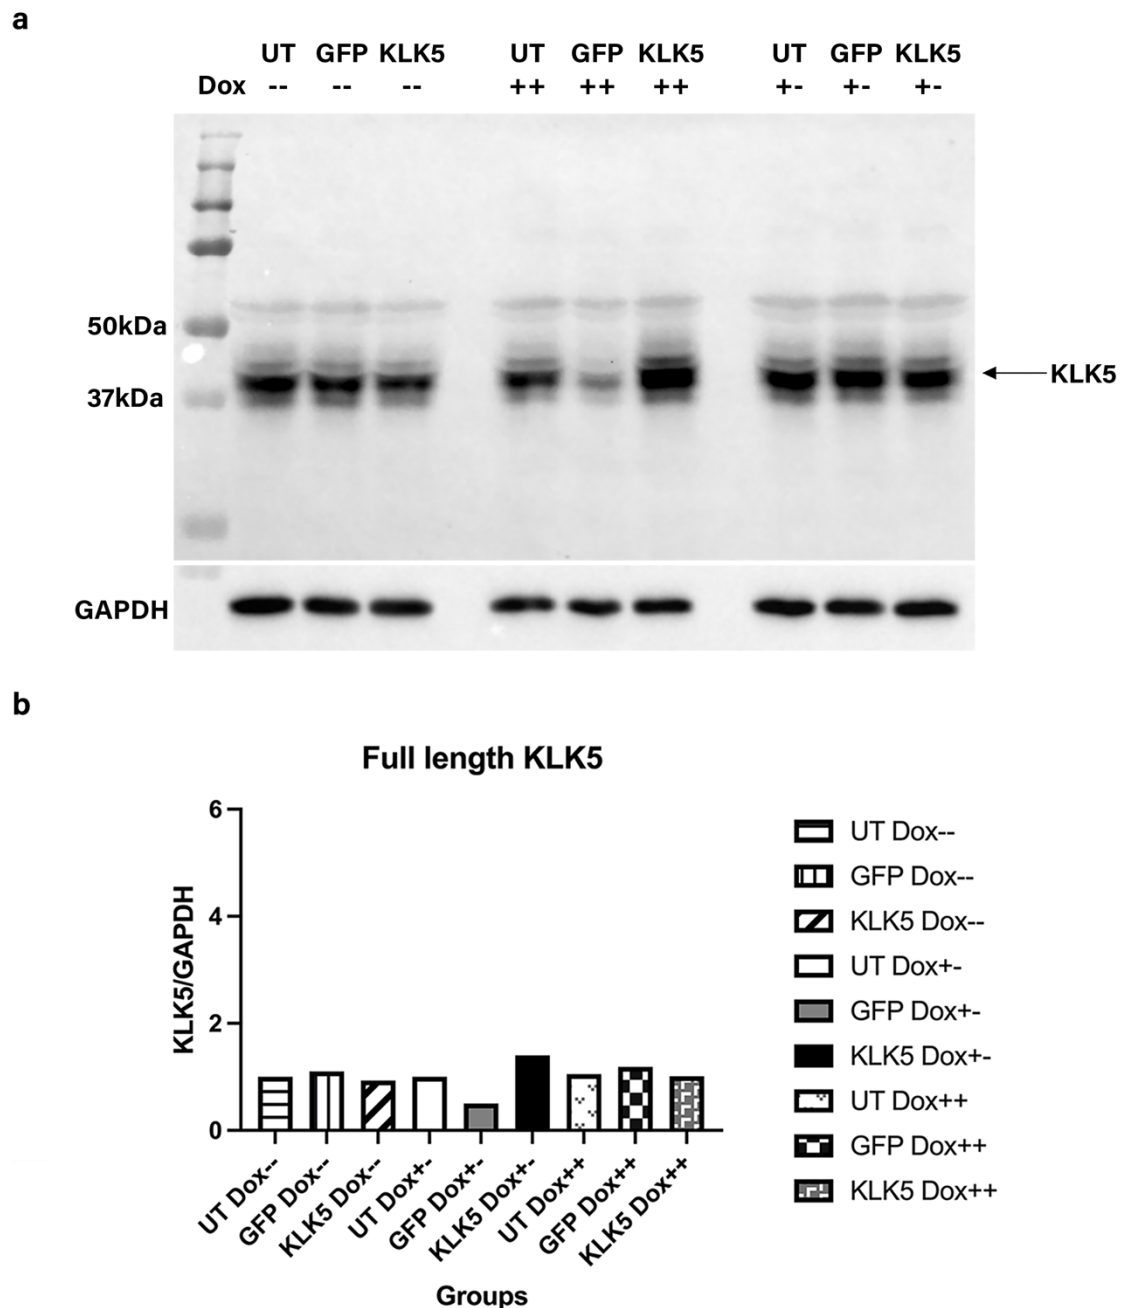 a
UT GFP KLK5 UT GFP KLK5 UT GFP KLK5
Dox -- -- -- ++ ++ ++ +- +- +-
50kDa
KLK5
37kDa
GAPDH
b
Full length KLK5
6
4
2
0
KLK5/GAPDH
UT Dox--
GFP Dox--
KLK5 Dox--
UT Dox+-
GFP Dox+-
KLK5 Dox+-
UT Dox++
GFP Dox++
KLK5 Dox++
Groups
UT Dox--
GFP Dox--
KLK5 Dox--
UT Dox+-
GFP Dox+-
KLK5 Dox+-
UT Dox++
GFP Dox++
KLK5 Dox++